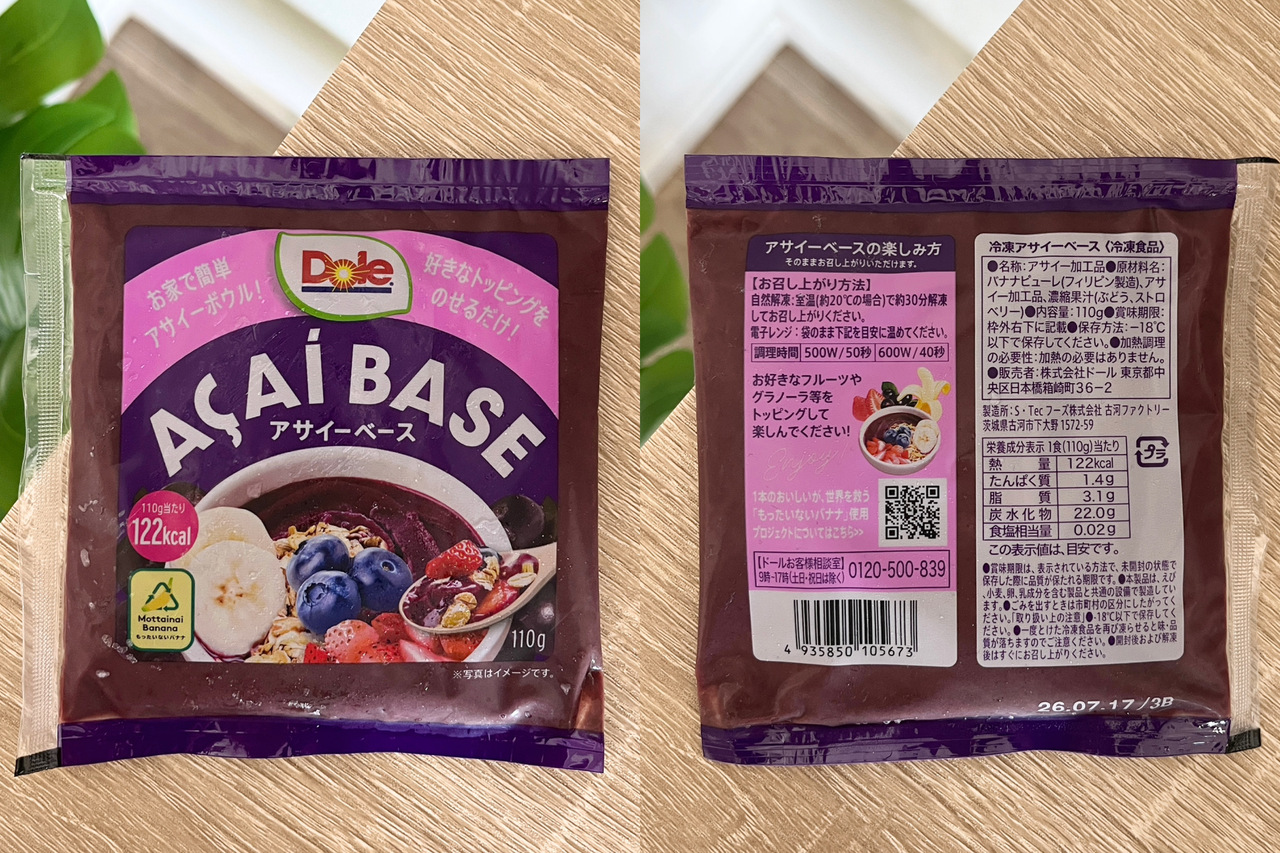 お家で簡単
アサイーボウル！
Dole
好きなトッピングを
のせるだけ！
AÇAÍ BASE
アサイーベース
110g当たり
122kcal
Mottainai
Banana
もったいないバナナ
110g
※写真はイメージです。
アサイーベースの楽しみ方
そのままお召し上がりいただけます。
【お召し上がり方法】
自然解凍：室温(約20℃の場合)で約30分解凍
してお召し上がりください。
電子レンジ：袋のまま下記を目安に温めてください。
調理時間 500W/50秒 600W/40秒
お好きなフルーツや
グラノーラ等を
トッピングして
楽しんでください！
Enjoy
1本のおいしいが、世界を救う
「もったいないバナナ」使用
プロジェクトについてはこちら>>
【ドールお客様相談室】
9時-17時(土日・祝日は除く)
0120-500-839
4 935850 105673
冷凍アサイーベース 〈冷凍食品〉
●名称：アサイー加工品●原材料名：
バナナピューレ(フィリピン製造)、アサ
イー加工品、濃縮果汁(ぶどう、ストロ
ベリー)●内容量：110g●賞味期限：
枠外右下に記載●保存方法：−18℃
以下で保存してください。●加熱調理
の必要性：加熱の必要はありません。
●販売者：株式会社ドール 東京都中
央区日本橋箱崎町36−2
製造所：S・Tecフーズ株式会社 古河ファクトリー
茨城県古河市下大野 1572-59
栄養成分表示 1食(110g)当たり
熱量 122kcal
たんぱく質 1.4g
脂質 3.1g
炭水化物 22.0g
食塩相当量 0.02g
この表示値は、目安です。
プラ
●賞味期限は、表示されている方法で、未開封の状態で
保存した際に品質が保たれる期限です。●本製品は、えび
、小麦、卵、乳成分を含む製品と共通の設備で製造してい
ます。●ごみを出すときは市町村の区分にしたがってく
ださい。「取り扱い上の注意」●-18℃以下で保存してく
ださい。●一度とけた冷凍食品を再び凍らせると味・品
質が落ちますのでご注意ください。●開封後および解凍
後はすぐにお召し上がりください。
26.07.17/3B